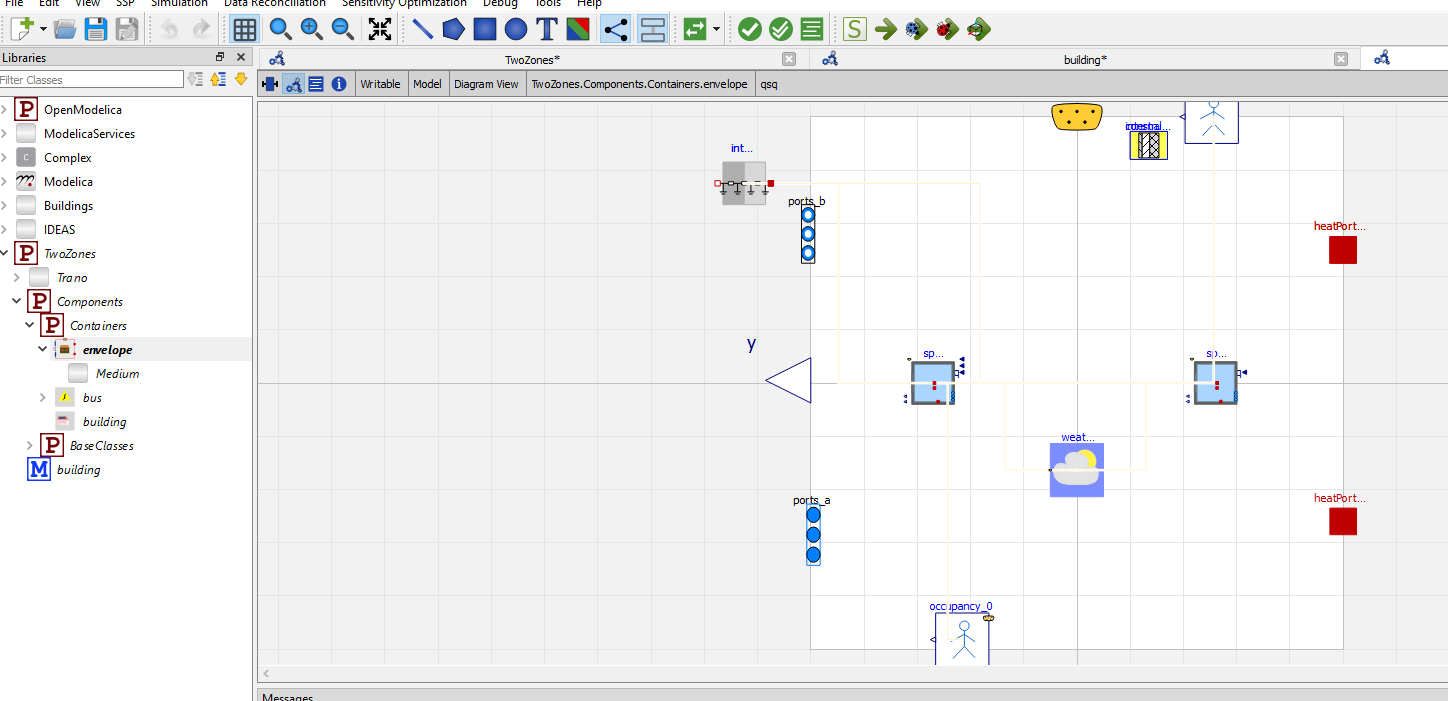 File Edit View SSP Simulation Data Reconciliation Sensitivity Optimization Debug Tools Help
S
Libraries
TwoZones*
building*
Filter Classes
Writable Model Diagram View TwoZones.Components.Containers.envelope qsq
P OpenModelica
ModelicaServices
C Complex
Modelica
Buildings
IDEAS
P TwoZones
Trano
P Components
P Containers
envelope
Medium
bus
building
P BaseClasses
M building
int...
ports_b
heatPort...
y
sp...
sp...
weat...
ports_a
heatPort...
occupancy_0
Messages